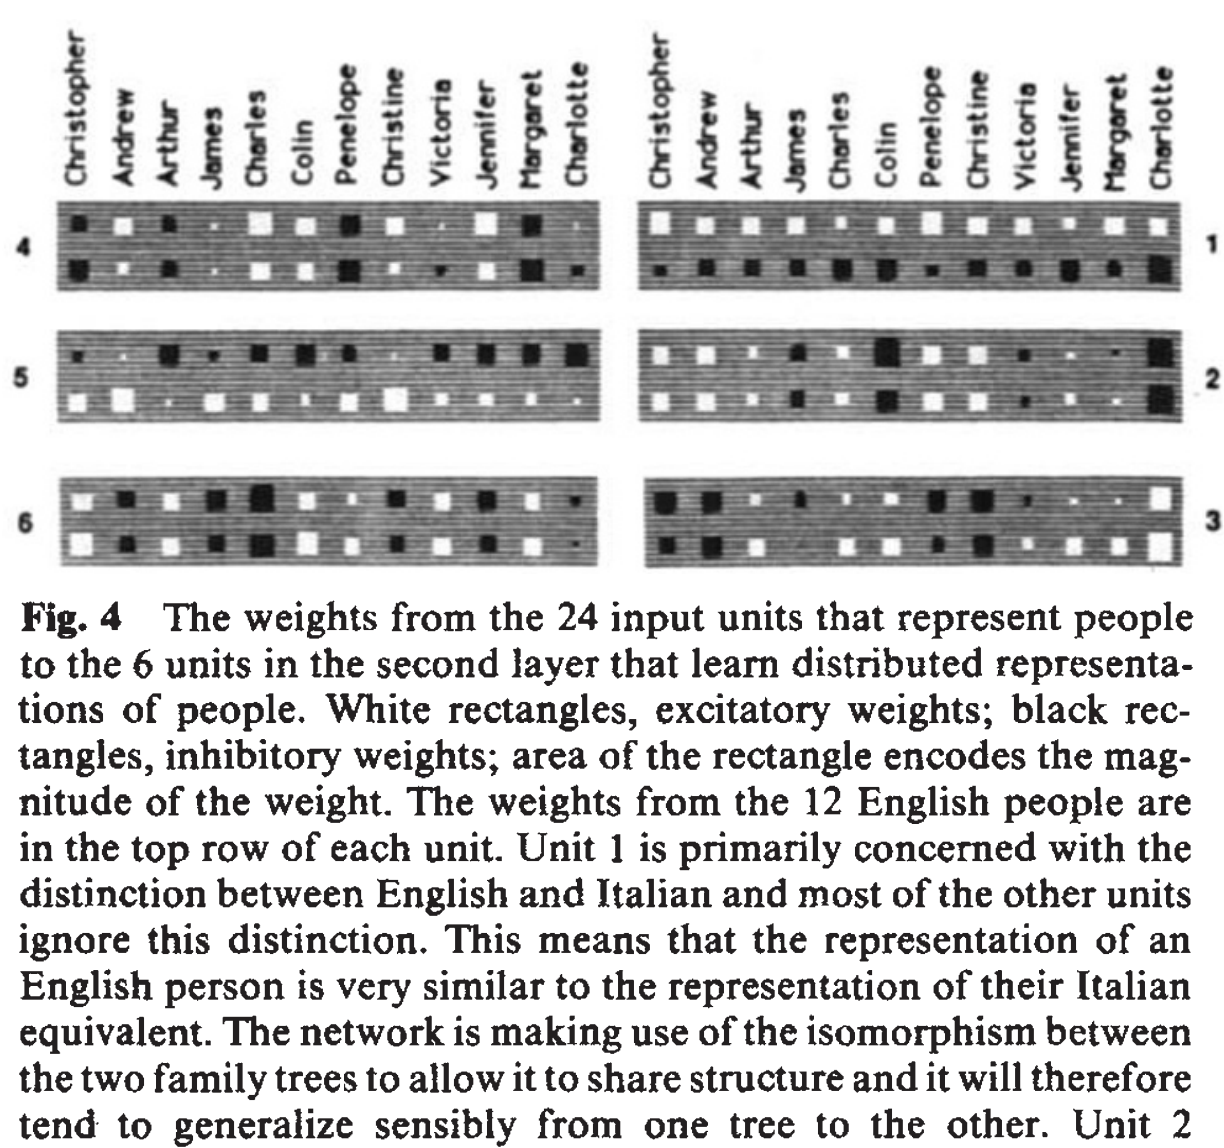 Christopher Andrew Arthur James Charles Colin Penelope Christine Victoria Jennifer Margaret Charlotte
Christopher Andrew Arthur James Charles Colin Penelope Christine Victoria Jennifer Margaret Charlotte
4
1
5
2
6
3
Fig. 4 The weights from the 24 input units that represent people
to the 6 units in the second layer that learn distributed representa-
tions of people. White rectangles, excitatory weights; black rec-
tangles, inhibitory weights; area of the rectangle encodes the mag-
nitude of the weight. The weights from the 12 English people are
in the top row of each unit. Unit 1 is primarily concerned with the
distinction between English and Italian and most of the other units
ignore this distinction. This means that the representation of an
English person is very similar to the representation of their Italian
equivalent. The network is making use of the isomorphism between
the two family trees to allow it to share structure and it will therefore
tend to generalize sensibly from one tree to the other. Unit 2